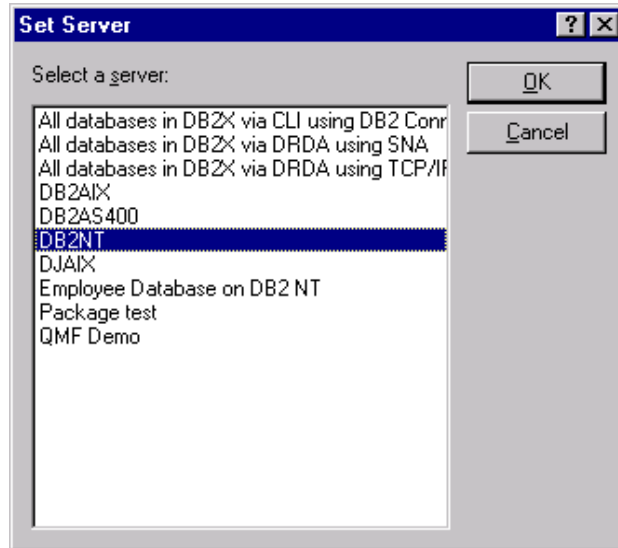 Set Server
Select a server:
OK
Cancel
All databases in DB2X via CLI using DB2 Conn
All databases in DB2X via DRDA using SNA
All databases in DB2X via DRDA using TCP/IF
DB2AIX
DB2AS400
DB2NT
DJAIX
Employee Database on DB2 NT
Package test
QMF Demo